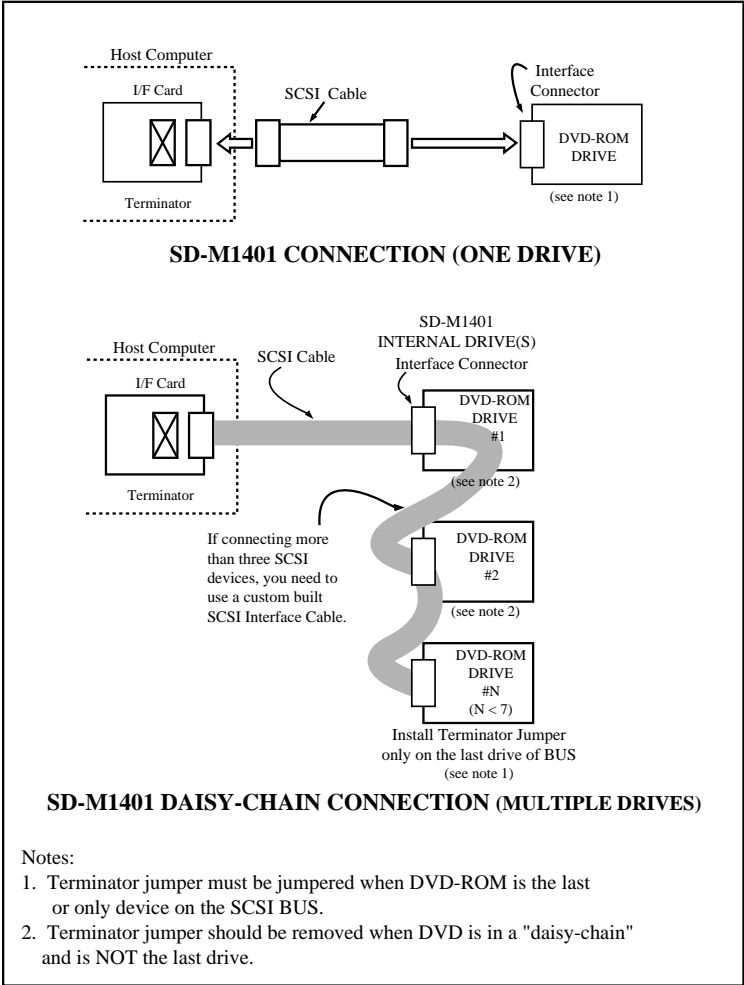 Host Computer
I/F Card
SCSI Cable
Interface
Connector
DVD-ROM
DRIVE
Terminator
(see note 1)
SD-M1401 CONNECTION (ONE DRIVE)
SD-M1401
INTERNAL DRIVE(S)
Interface Connector
Host Computer
SCSI Cable
I/F Card
DVD-ROM
DRIVE
#1
Terminator
(see note 2)
If connecting more
than three SCSI
devices, you need to
use a custom built
SCSI Interface Cable.
DVD-ROM
DRIVE
#2
(see note 2)
DVD-ROM
DRIVE
#N
(N < 7)
Install Terminator Jumper
only on the last drive of BUS
(see note 1)
SD-M1401 DAISY-CHAIN CONNECTION (MULTIPLE DRIVES)
Notes:
1. Terminator jumper must be jumpered when DVD-ROM is the last
or only device on the SCSI BUS.
2. Terminator jumper should be removed when DVD is in a "daisy-chain"
and is NOT the last drive.